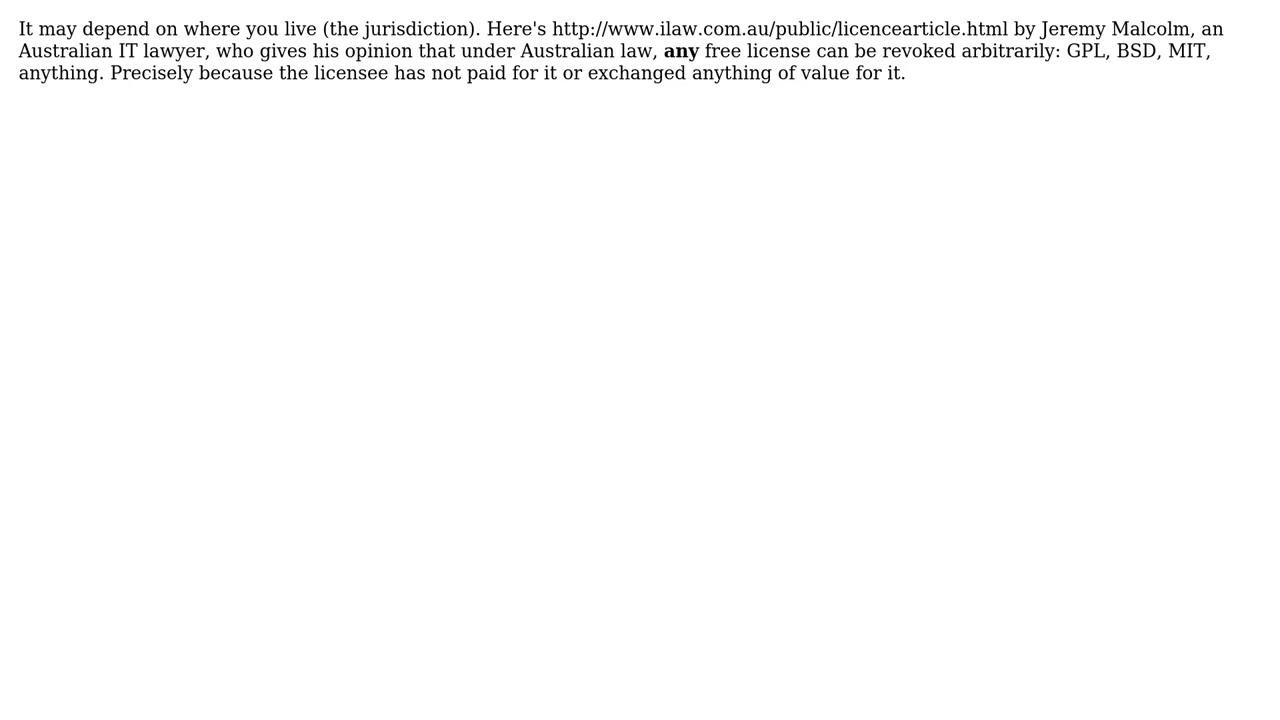 It may depend on where you live (the jurisdiction). Here's http://www.ilaw.com.au/public/licencearticle.html by Jeremy Malcolm, an
Australian IT lawyer, who gives his opinion that under Australian law, any free license can be revoked arbitrarily: GPL, BSD, MIT,
anything. Precisely because the licensee has not paid for it or exchanged anything of value for it.